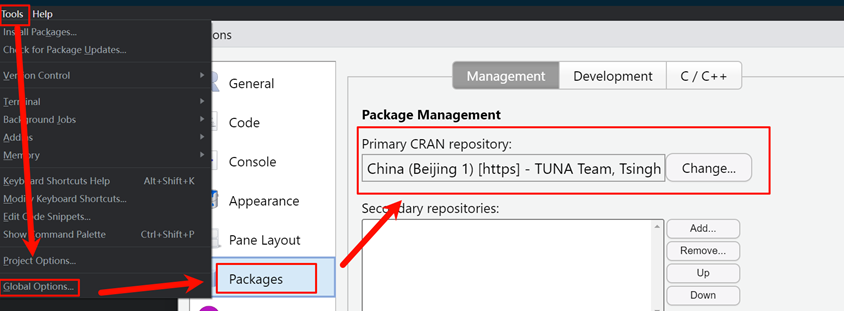 Tools Help
Install Packages...
Check for Package Updates...
Version Control
Terminal
Background Jobs
Addins
Memory
Keyboard Shortcuts Help Alt+Shift+K
Modify Keyboard Shortcuts...
Edit Code Snippets...
Show Command Palette Ctrl+Shift+P
Project Options...
Global Options...
ons
General
Code
Console
Appearance
Pane Layout
Packages
Management Development C / C++
Package Management
Primary CRAN repository:
China (Beijing 1) [https] - TUNA Team, Tsingh
Change...
Secondary repositories:
Add...
Remove...
Up
Down